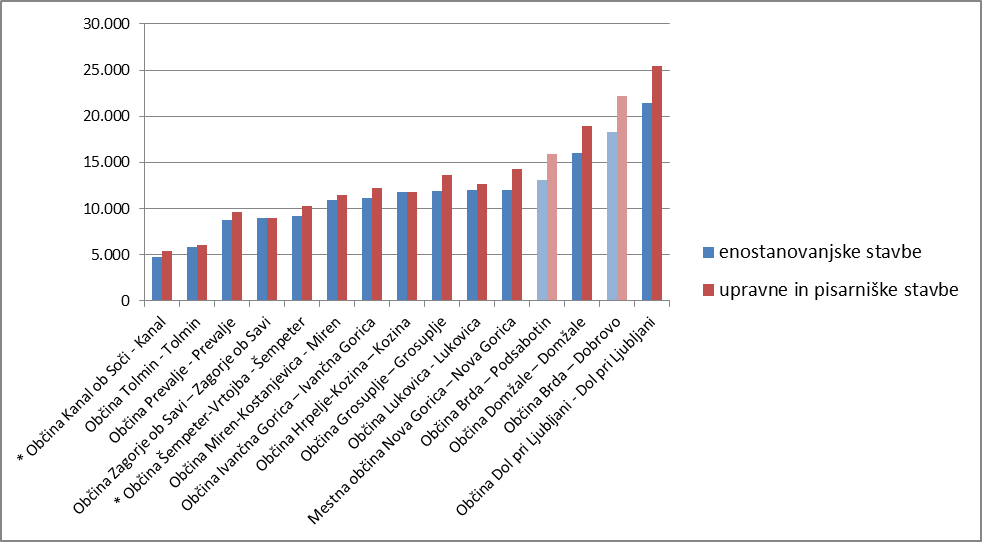 30.000
25.000
20.000
15.000
10.000
5.000
0
* Občina Kanal ob Soči - Kanal
Občina Tolmin - Tolmin
Občina Prevalje - Prevalje
Občina Zagorje ob Savi – Zagorje ob Savi
* Občina Šempeter-Vrtojba - Šempeter
Občina Miren-Kostanjevica - Miren
Občina Ivančna Gorica – Ivančna Gorica
Občina Hrpelje-Kozina – Kozina
Občina Grosuplje – Grosuplje
Občina Lukovica - Lukovica
Mestna občina Nova Gorica – Nova Gorica
Občina Brda – Podsabotin
Občina Domžale – Domžale
Občina Brda – Dobrovo
Občina Dol pri Ljubljani - Dol pri Ljubljani
enostanovanjske stavbe
upravne in pisarniške stavbe